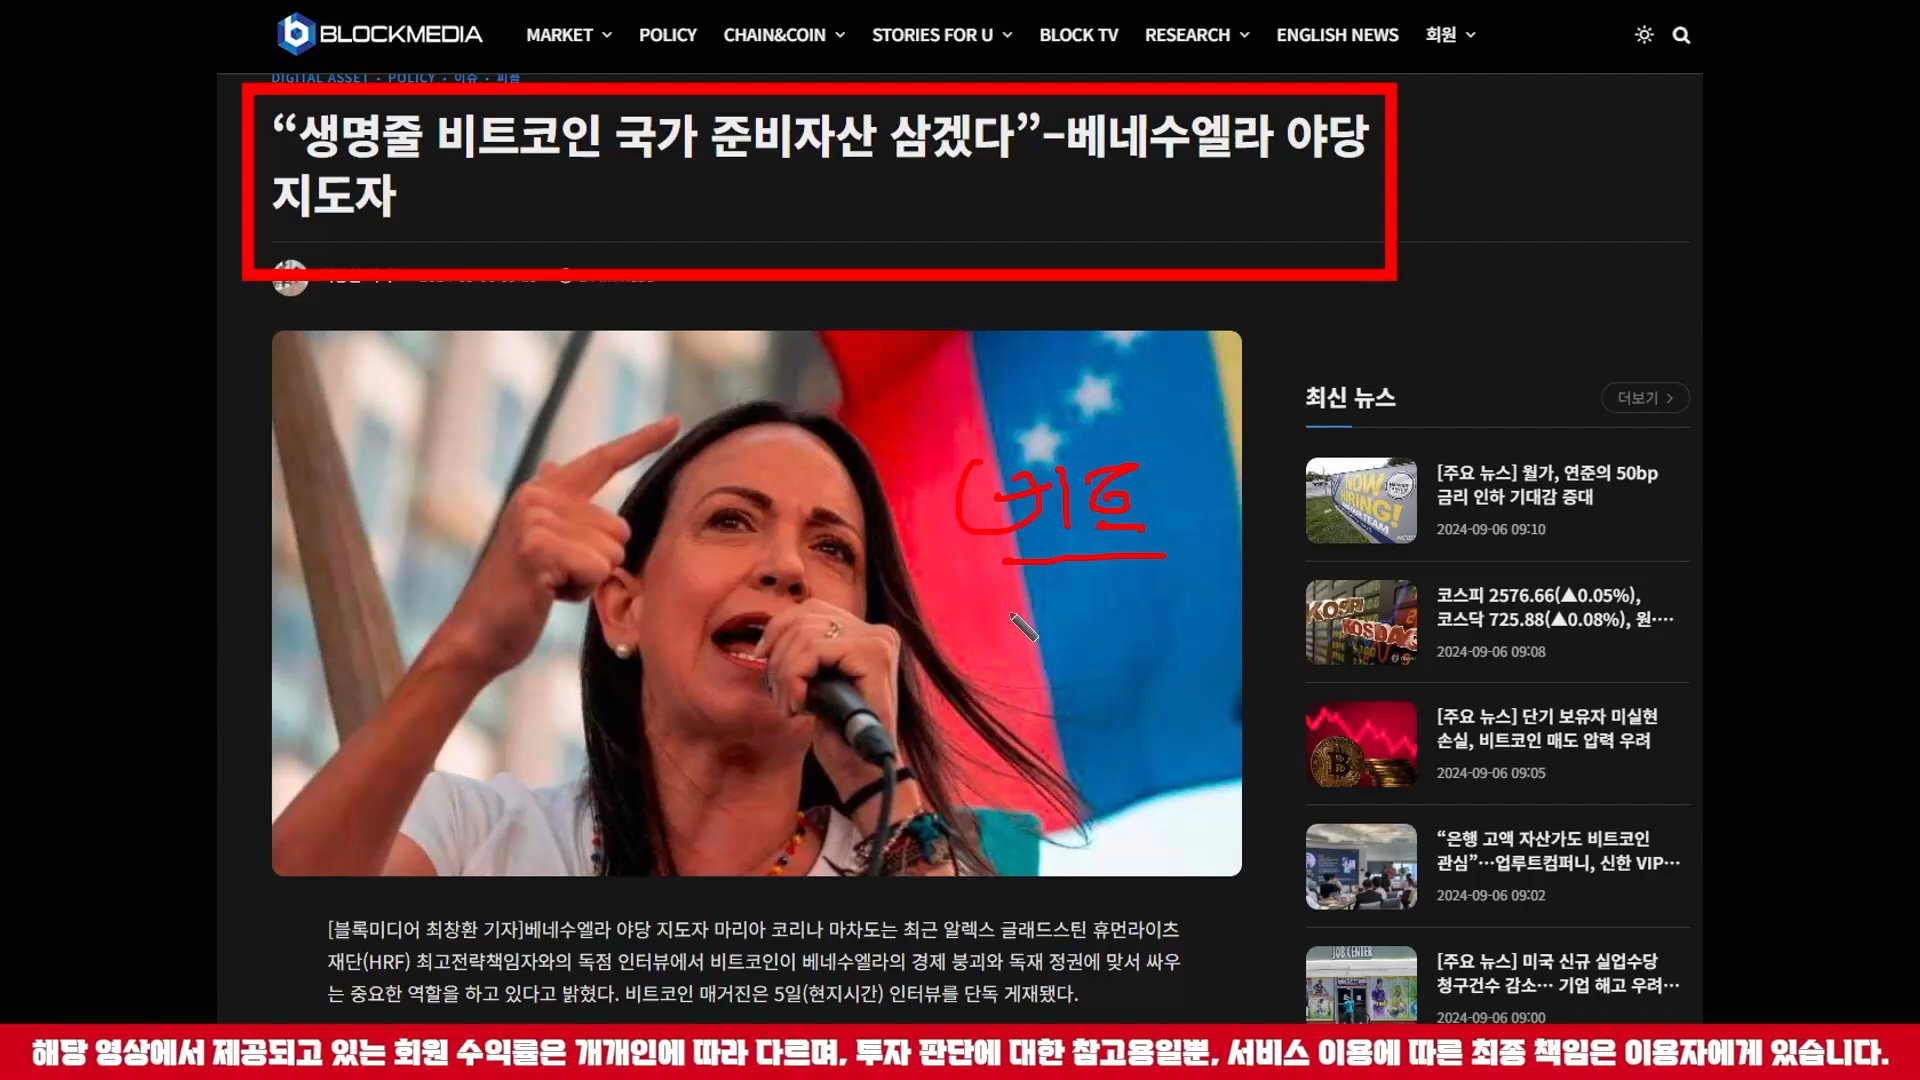 BLOCKMEDIA
MARKET POLICY CHAIN&COIN STORIES FOR U BLOCK TV RESEARCH ENGLISH NEWS 회원
DIGITAL ASSET · POLICY · 이슈 · 피플
“생명줄 비트코인 국가 준비자산 삼겠다”–베네수엘라 야당
지도자
비트
[블록미디어 최창환 기자]베네수엘라 야당 지도자 마리아 코리나 마차도는 최근 알렉스 글래드스틴 휴먼라이츠
재단(HRF) 최고전략책임자와의 독점 인터뷰에서 비트코인이 베네수엘라의 경제 붕괴와 독재 정권에 맞서 싸우
는 중요한 역할을 하고 있다고 밝혔다. 비트코인 매거진은 5일(현지시간) 인터뷰를 단독 게재됐다.
최신 뉴스
더보기
NOW
HIRING!
[주요 뉴스] 월가, 연준의 50bp
금리 인하 기대감 증대
2024-09-06 09:10
KOSPI
KOSDAQ
코스피 2576.66(▲0.05%),
코스닥 725.88(▲0.08%), 원····
2024-09-06 09:08
[주요 뉴스] 단기 보유자 미실현
손실, 비트코인 매도 압력 우려
2024-09-06 09:05
“은행 고액 자산가도 비트코인
관심”···업루트컴퍼니, 신한 VIP···
2024-09-06 09:02
JOB CENTER
[주요 뉴스] 미국 신규 실업수당
청구건수 감소··· 기업 해고 우려···
2024-09-06 09:00
해당 영상에서 제공되고 있는 회원 수익률은 개개인에 따라 다르며, 투자 판단에 대한 참고용일뿐, 서비스 이용에 따른 최종 책임은 이용자에게 있습니다.